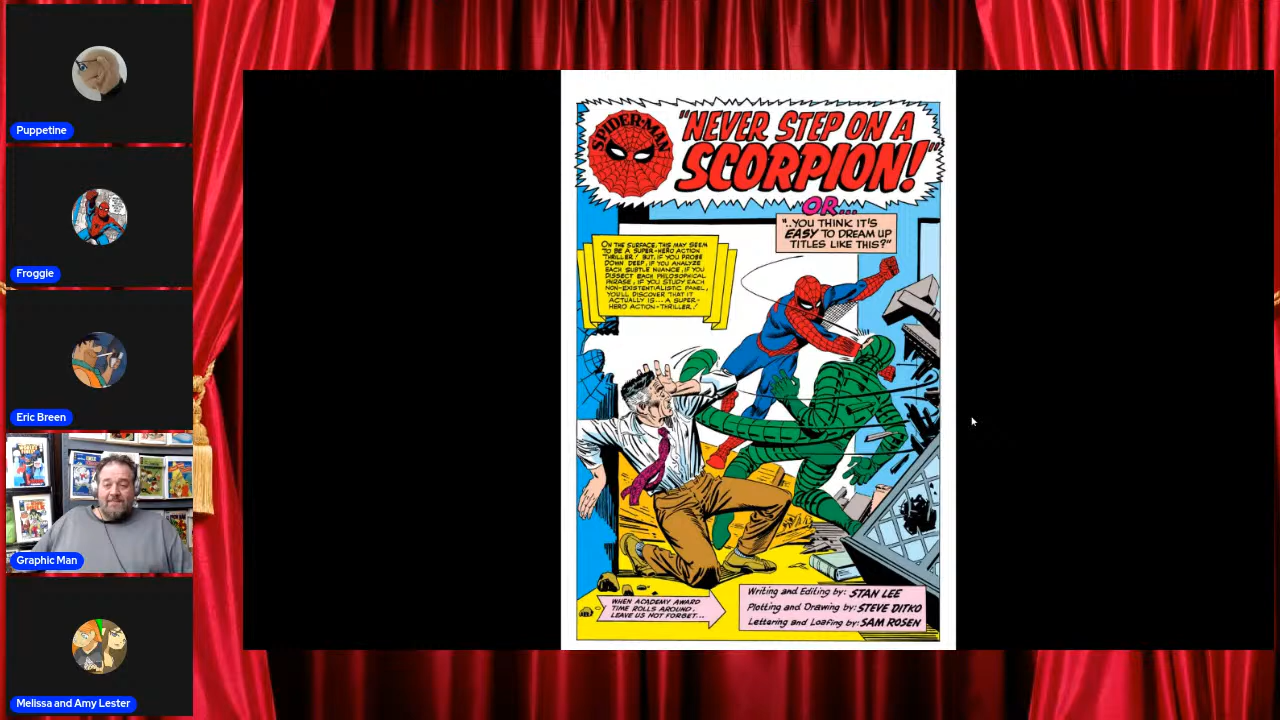 Puppetine
Froggie
Eric Breen
Graphic Man
Melissa and Amy Lester
SPIDER-MAN
"NEVER STEP ON A
SCORPION!"
OR...
"..YOU THINK IT'S
EASY TO DREAM UP
TITLES LIKE THIS?"
ON THE SURFACE, THIS MAY SEEM
TO BE A SUPER-HERO ACTION
THRILLER! BUT, IF YOU PROBE
DOWN DEEP, IF YOU ANALYZE
EACH SUBTLE NUANCE, IF YOU
DISSECT EACH PHILOSOPHICAL
PHRASE, IF YOU STUDY EACH
NON-EXISTENTIALISTIC PANEL,
YOU'LL DISCOVER THAT IT
ACTUALLY IS... A SUPER-
HERO ACTION-THRILLER!
WHEN ACADEMY AWARD
TIME ROLLS AROUND,
LEAVE US NOT FORGET...
Writing and Editing by: STAN LEE
Plotting and Drawing by: STEVE DITKO
Lettering and Loafing by: SAM ROSEN